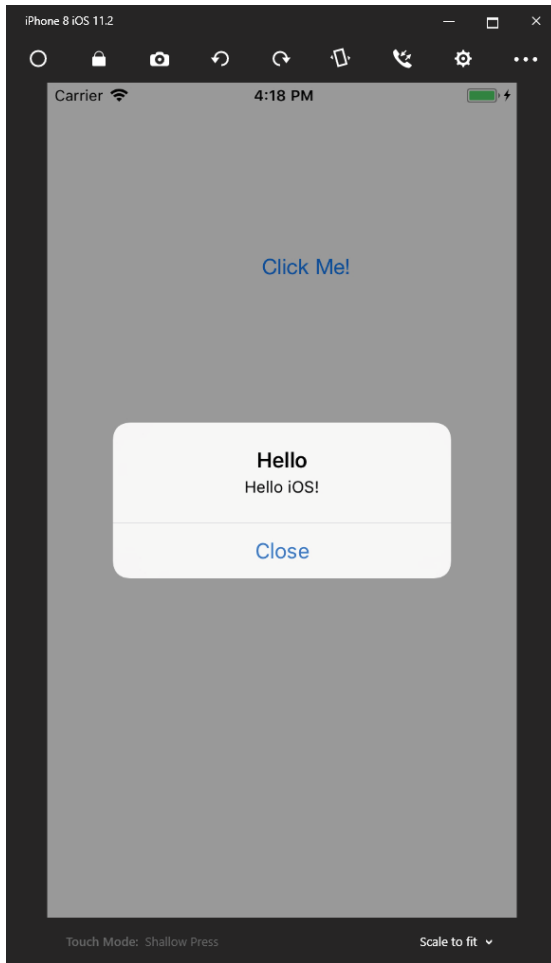 iPhone 8 iOS 11.2
Carrier 4:18 PM
Click Me!
Hello
Hello iOS!
Close
Touch Mode: Shallow Press Scale to fit